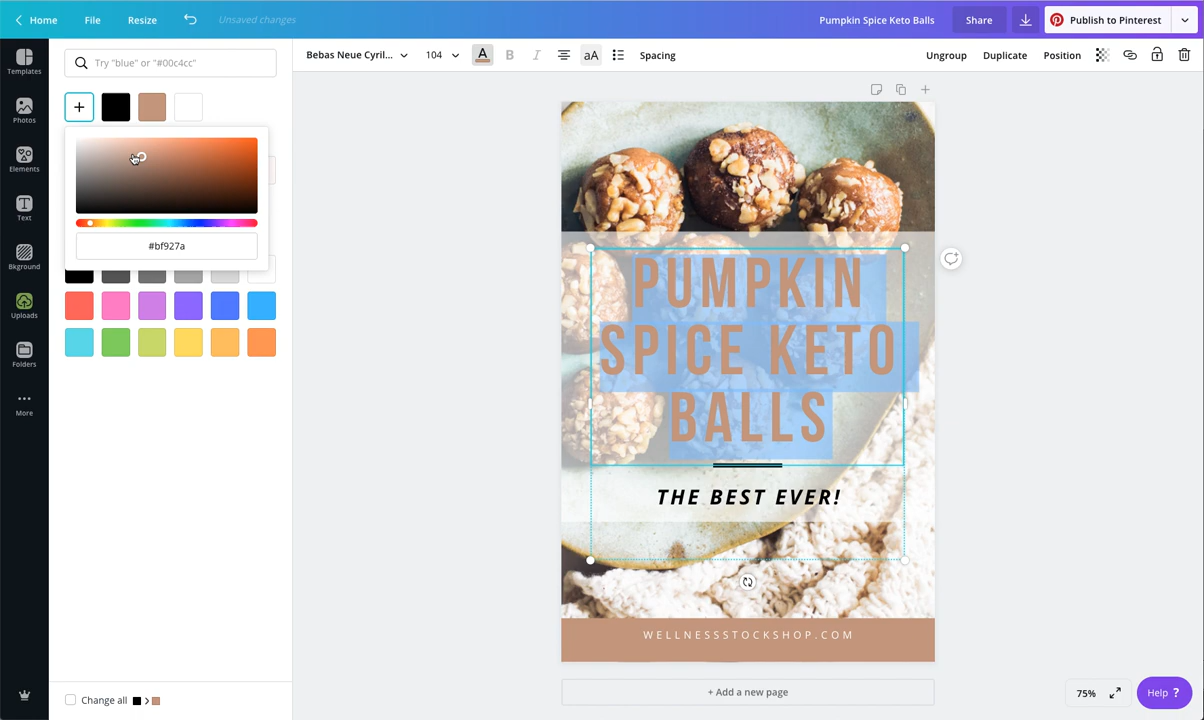 Home
File
Resize
Unsaved changes
Pumpkin Spice Keto Balls
Share
Publish to Pinterest
Templates
Photos
Elements
Text
Bkground
Uploads
Folders
More
Try "blue" or "#00c4cc"
#bf927a
Change all
Bebas Neue Cyril...
104
A
B
I
aA
Spacing
Ungroup
Duplicate
Position
PUMPKIN
SPICE KETO
BALLS
THE BEST EVER!
WELLNESSSTOCKSHOP.COM
+ Add a new page
75%
Help ?